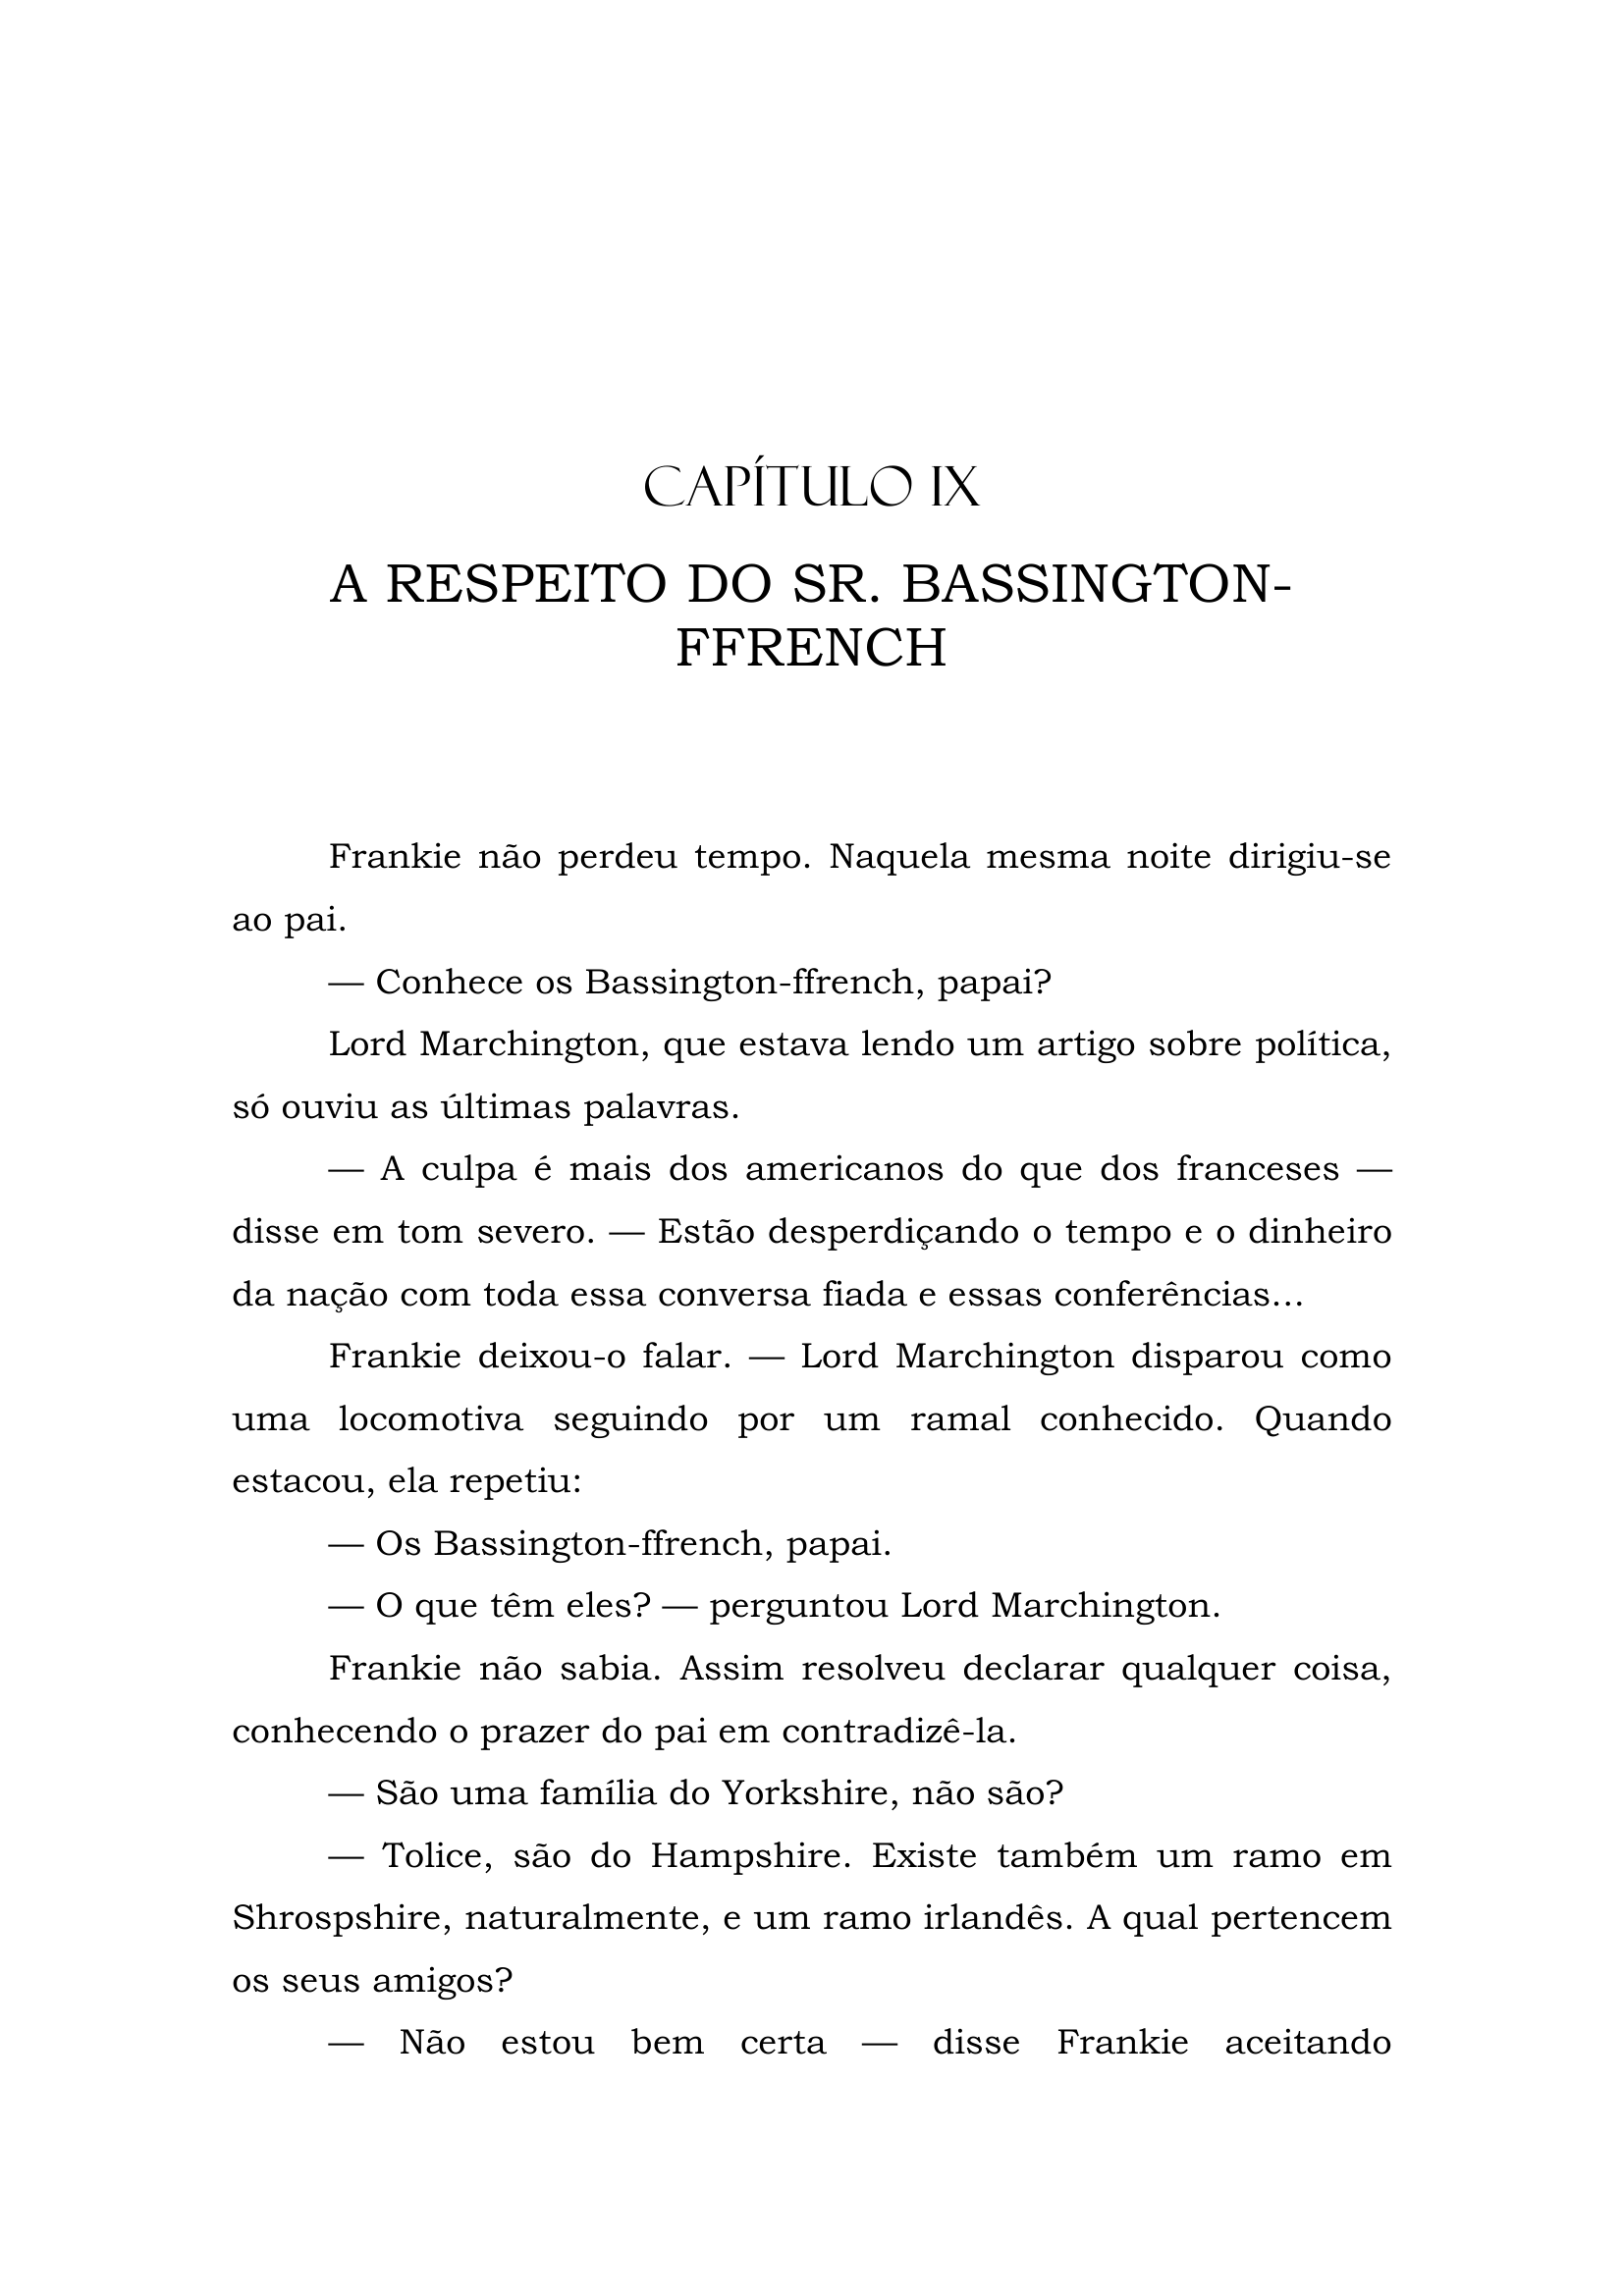 CAPÍTULO IX
A RESPEITO DO SR. BASSINGTON-
FFRENCH
Frankie não perdeu tempo. Naquela mesma noite dirigiu-se
ao pai.
— Conhece os Bassington-ffrench, papai?
Lord Marchington, que estava lendo um artigo sobre política,
só ouviu as últimas palavras.
— A culpa é mais dos americanos do que dos franceses —
disse em tom severo. — Estão desperdiçando o tempo e o dinheiro
da nação com toda essa conversa fiada e essas conferências...
Frankie deixou-o falar. — Lord Marchington disparou como
uma locomotiva seguindo por um ramal conhecido. Quando
estacou, ela repetiu:
— Os Bassington-ffrench, papai.
— O que têm eles? — perguntou Lord Marchington.
Frankie não sabia. Assim resolveu declarar qualquer coisa,
conhecendo o prazer do pai em contradizê-la.
— São uma família do Yorkshire, não são?
— Tolice, são do Hampshire. Existe também um ramo em
Shrospshire, naturalmente, e um ramo irlandês. A qual pertencem
os seus amigos?
— Não estou bem certa — disse Frankie aceitando